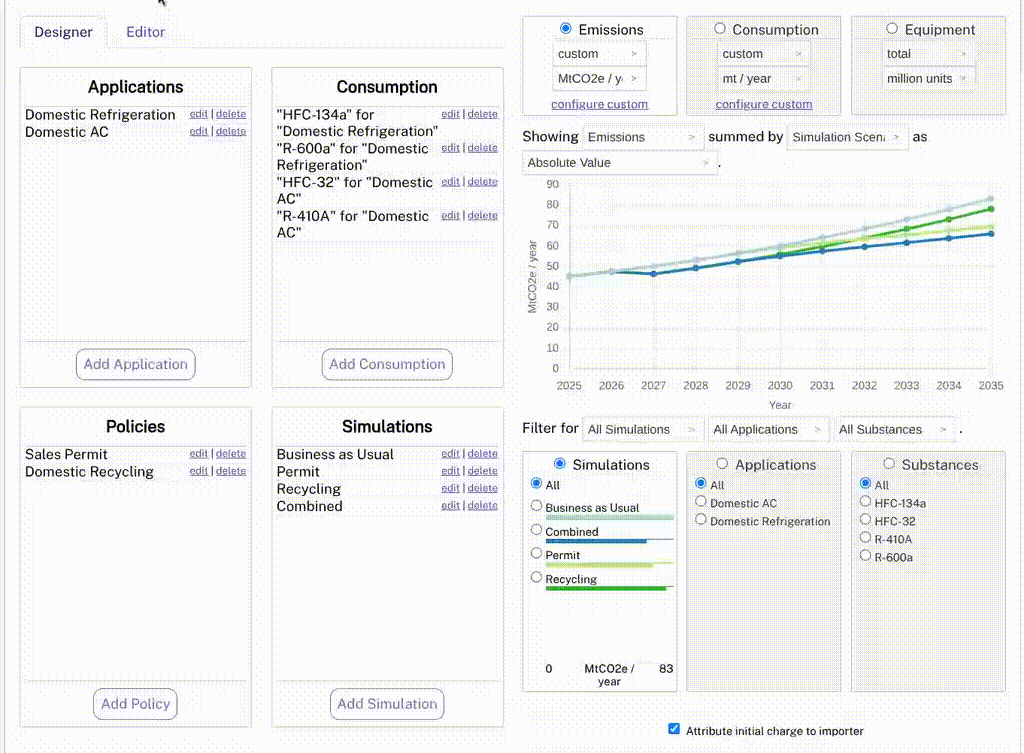 Designer
Editor
Applications
Domestic Refrigeration edit | delete
Domestic AC edit | delete
Add Application
Consumption
"HFC-134a" for edit | delete
"Domestic Refrigeration"
"R-600a" for "Domestic edit | delete
Refrigeration"
"HFC-32" for "Domestic edit | delete
AC"
"R-410A" for "Domestic edit | delete
AC"
Add Consumption
Policies
Sales Permit edit | delete
Domestic Recycling edit | delete
Add Policy
Simulations
Business as Usual edit | delete
Permit edit | delete
Recycling edit | delete
Combined edit | delete
Add Simulation
Emissions
custom >
MtCO2e / y >
configure custom
Consumption
custom >
mt / year >
configure custom
Equipment
total >
million units >
Showing Emissions > summed by Simulation Scena > as
Absolute Value > .
90
80
70
60
50
40
30
20
10
0
MtCO2e / year
2025 2026 2027 2028 2029 2030 2031 2032 2033 2034 2035
Year
Filter for All Simulations > All Applications > All Substances > .
Simulations
All
Business as Usual
Combined
Permit
Recycling
0 MtCO2e / 83
year
Applications
All
Domestic AC
Domestic Refrigeration
Substances
All
HFC-134a
HFC-32
R-410A
R-600a
Attribute initial charge to importer